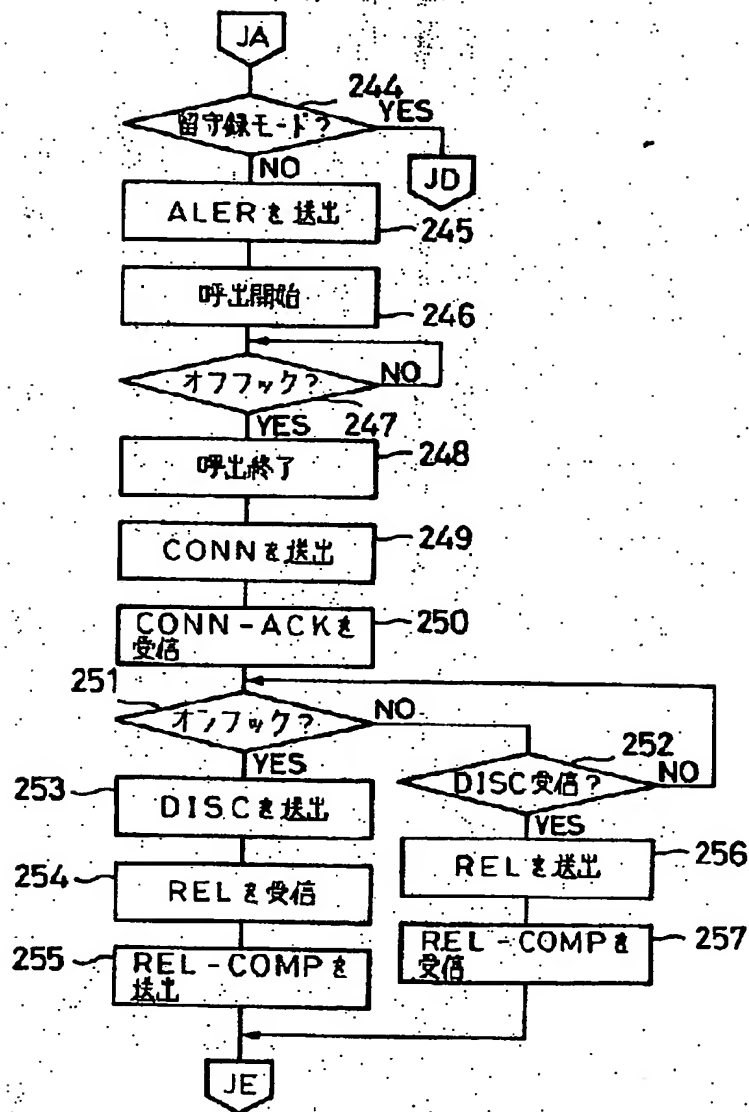 JA
244
留守録モード?
YES
NO
JD
ALERを送出
245
呼出開始
246
オフフック?
NO
247
YES
呼出終了
248
CONNを送出
249
CONN-ACKを
受信
250
251
オンフック?
NO
YES
252
DISC受信?
NO
YES
253
DISCを送出
RELを送出
256
254
RELを受信
REL-COMPを
受信
257
255
REL-COMPを
送出
JE